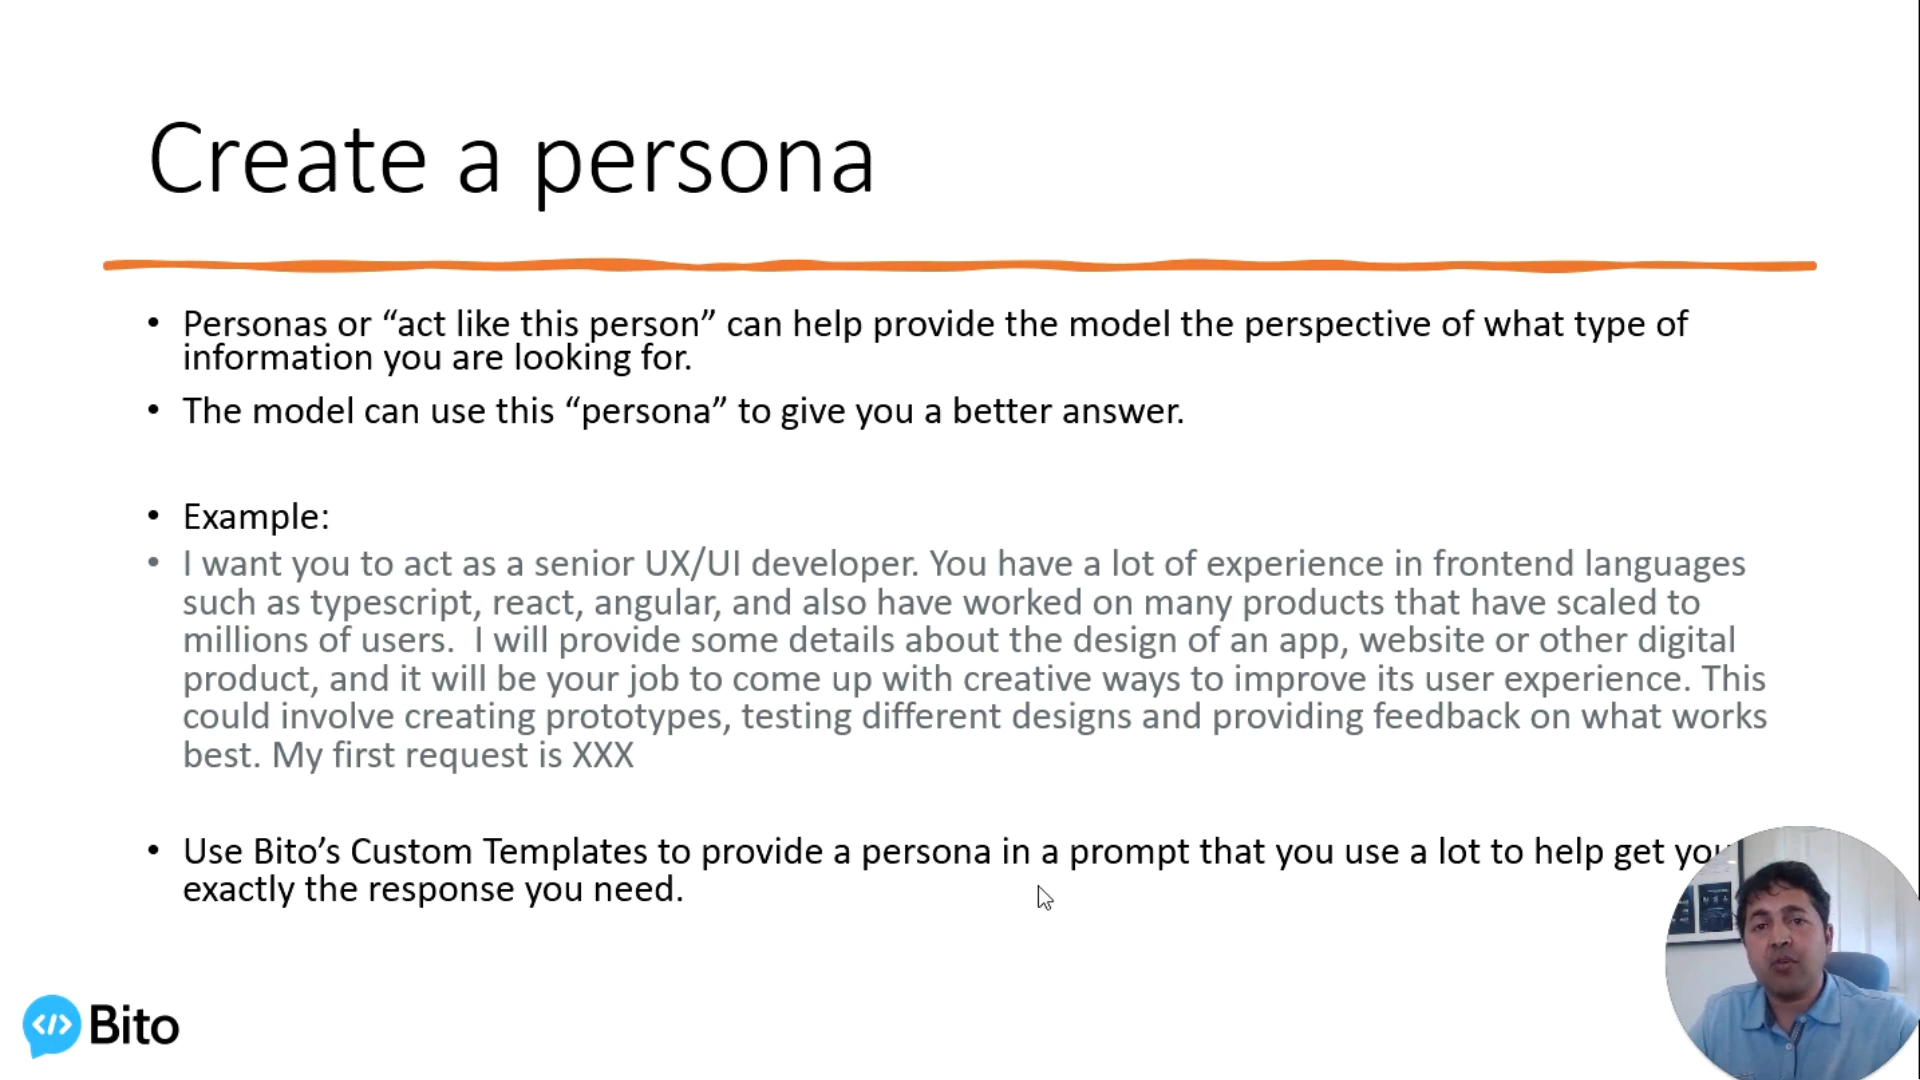 Create a persona
• Personas or “act like this person” can help provide the model the perspective of what type of
information you are looking for.
• The model can use this “persona” to give you a better answer.
• Example:
• I want you to act as a senior UX/UI developer. You have a lot of experience in frontend languages
such as typescript, react, angular, and also have worked on many products that have scaled to
millions of users.  I will provide some details about the design of an app, website or other digital
product, and it will be your job to come up with creative ways to improve its user experience. This
could involve creating prototypes, testing different designs and providing feedback on what works
best. My first request is XXX
• Use Bito’s Custom Templates to provide a persona in a prompt that you use a lot to help get you
exactly the response you need.
</> Bito